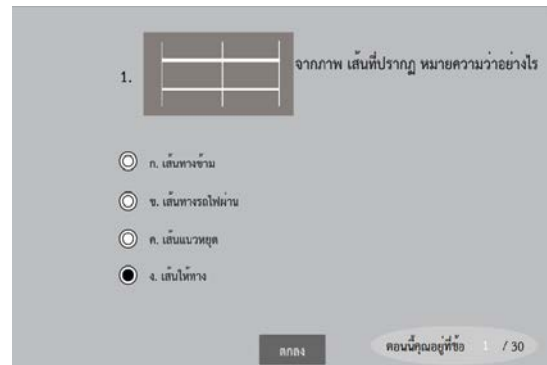 1. จากภาพ เส้นที่ปรากฏ หมายความว่าอย่างไร
ก. เส้นทางข้าม
ข. เส้นทางรถไฟผ่าน
ค. เส้นแนวหยุด
ง. เส้นให้ทาง
ตกลง ตอนนี้คุณอยู่ที่ข้อ 1 / 30